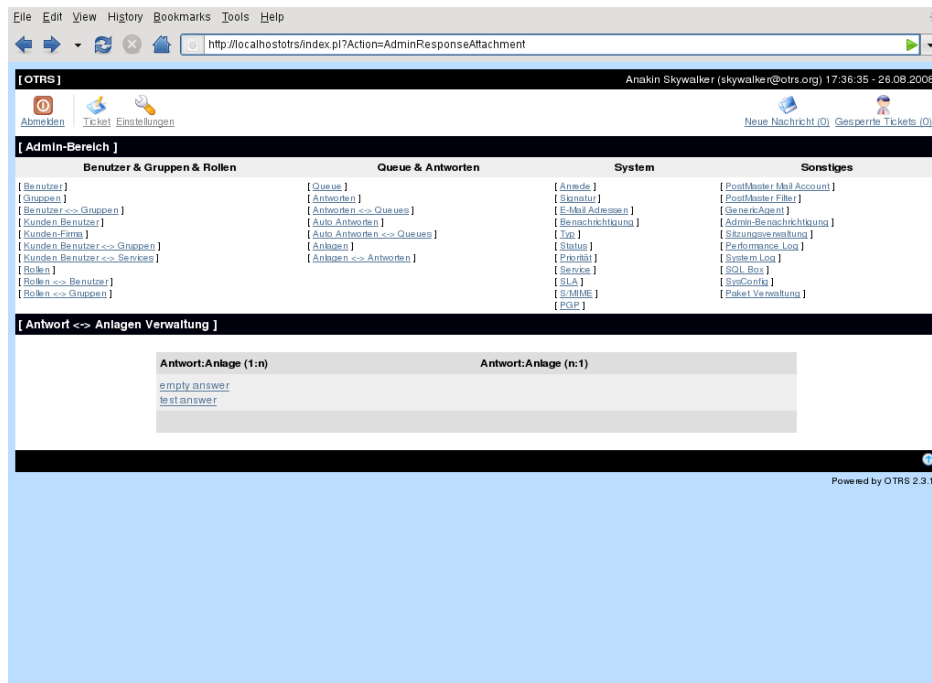 File Edit View History Bookmarks Tools Help
http://localhostotrs/index.pl?Action=AdminResponseAttachment
[ OTRS ]
Anakin Skywalker (skywalker@otrs.org) 17:36:35 - 26.08.2008
Abmelden Ticket Einstellungen
Neue Nachricht (0) Gesperrte Tickets (0)
[ Admin-Bereich ]
Benutzer & Gruppen & Rollen
[ Benutzer ]
[ Gruppen ]
[ Benutzer <-> Gruppen ]
[ Kunden Benutzer ]
[ Kunden-Firma ]
[ Kunden Benutzer <-> Gruppen ]
[ Kunden Benutzer <-> Services ]
[ Rollen ]
[ Rollen <-> Benutzer ]
[ Rollen <-> Gruppen ]
Queue & Antworten
[ Queue ]
[ Antworten ]
[ Antworten <-> Queues ]
[ Auto Antworten ]
[ Auto Antworten <-> Queues ]
[ Anlagen ]
[ Anlagen <-> Antworten ]
System
[ Anrede ]
[ Signatur ]
[ E-Mail Adressen ]
[ Benachrichtigung ]
[ Typ ]
[ Status ]
[ Priorität ]
[ Service ]
[ SLA ]
[ S/MIME ]
[ PGP ]
Sonstiges
[ PostMaster Mail Account ]
[ PostMaster Filter ]
[ GenericAgent ]
[ Admin-Benachrichtigung ]
[ Sitzungsverwaltung ]
[ Performance Log ]
[ System Log ]
[ SQL Box ]
[ SysConfig ]
[ Paket Verwaltung ]
[ Antwort <-> Anlagen Verwaltung ]
Antwort:Anlage (1:n) Antwort:Anlage (n:1)
empty answer
test answer
Powered by OTRS 2.3.1